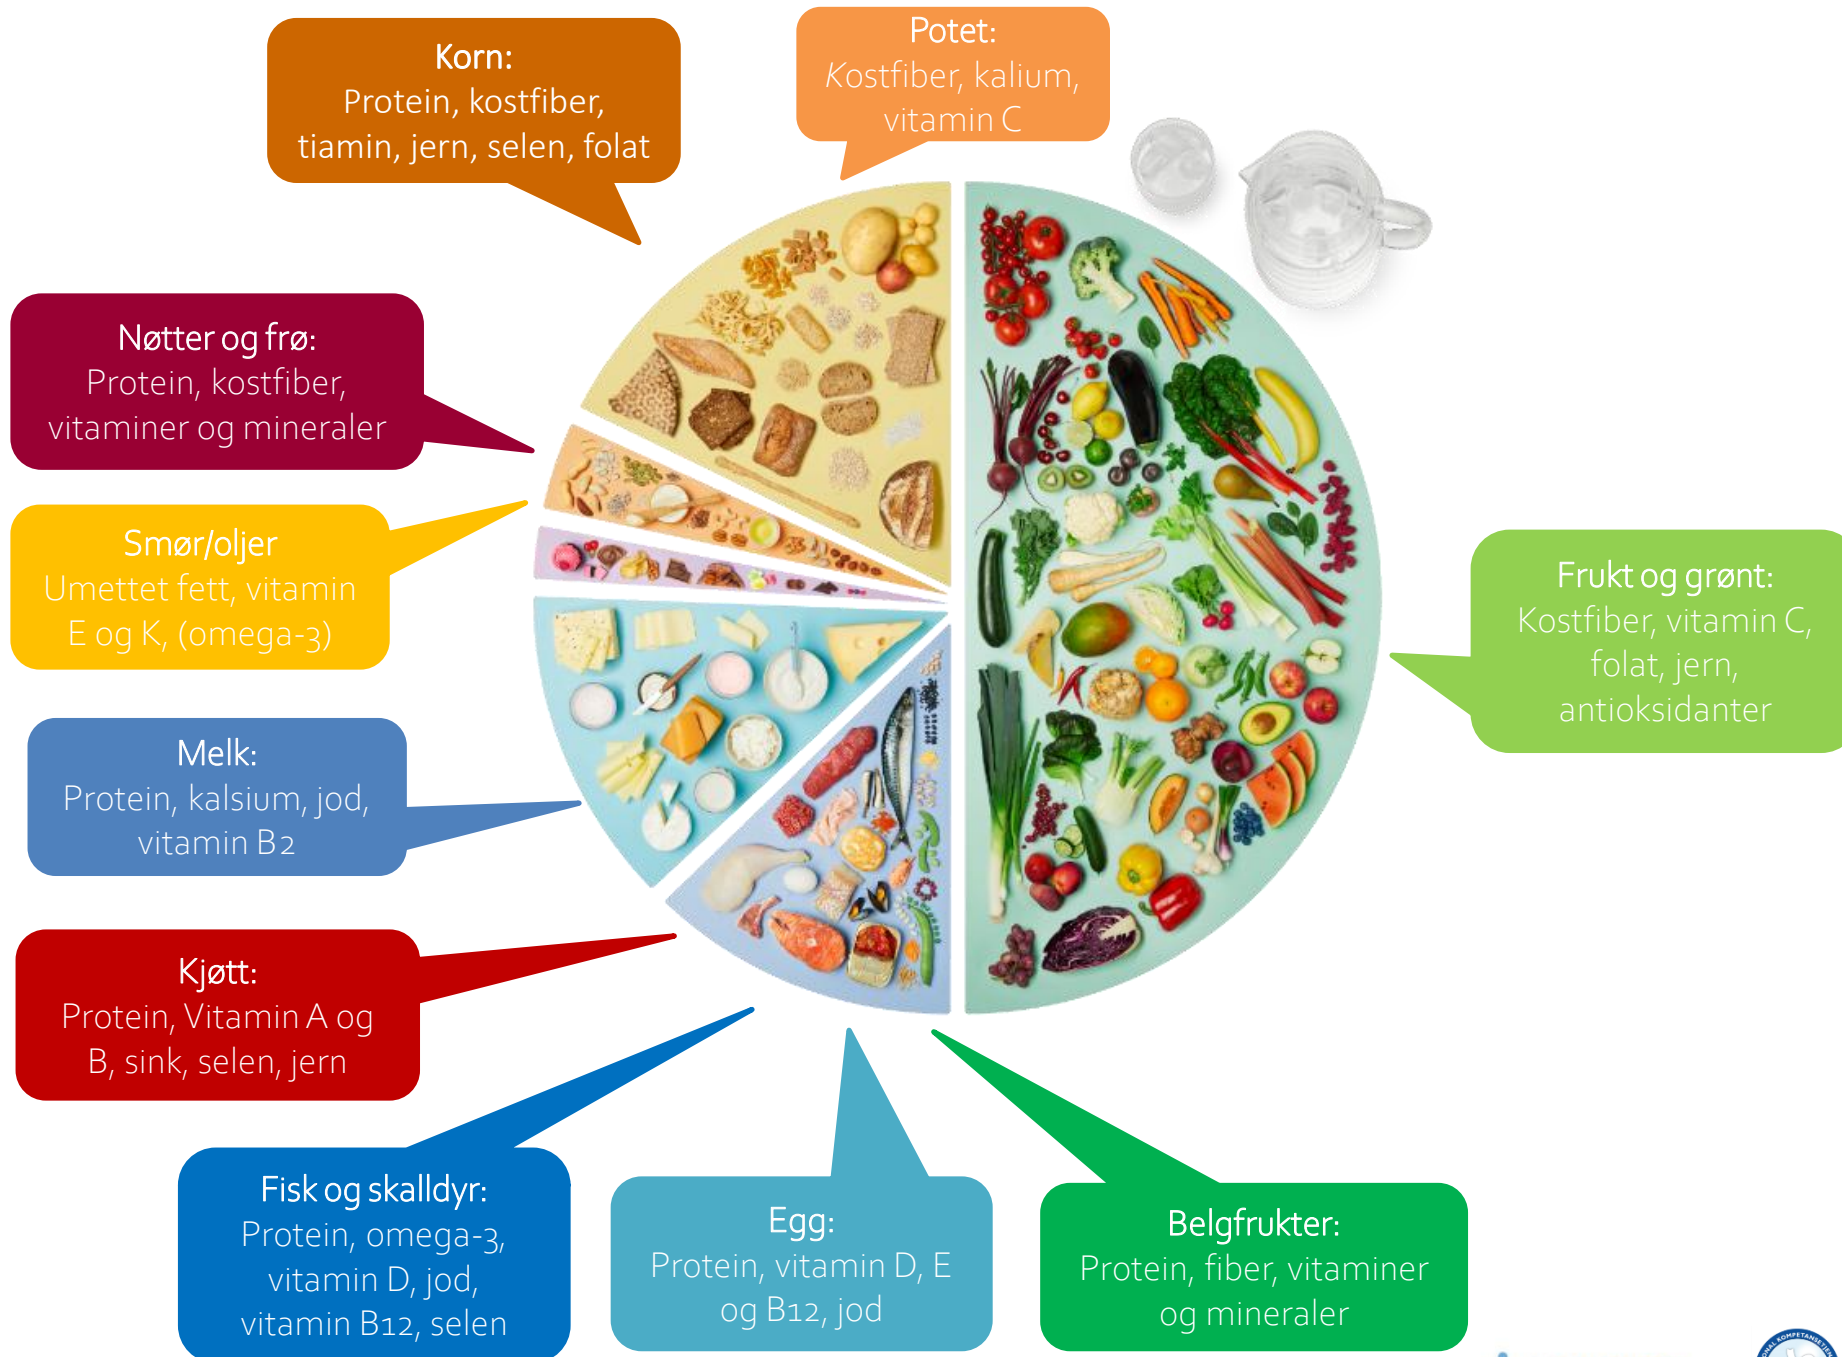 Korn:
Protein, kostfiber,
tiamin, jern, selen, folat
Potet:
Kostfiber, kalium,
vitamin C
Nøtter og frø:
Protein, kostfiber,
vitaminer og mineraler
Smør/oljer
Umettet fett, vitamin
E og K, (omega-3)
Frukt og grønt:
Kostfiber, vitamin C,
folat, jern,
antioksidanter
Melk:
Protein, kalsium, jod,
vitamin B2
Kjøtt:
Protein, Vitamin A og
B, sink, selen, jern
Fisk og skalldyr:
Protein, omega-3,
vitamin D, jod,
vitamin B12, selen
Egg:
Protein, vitamin D, E
og B12, jod
Belgfrukter:
Protein, fiber, vitaminer
og mineraler